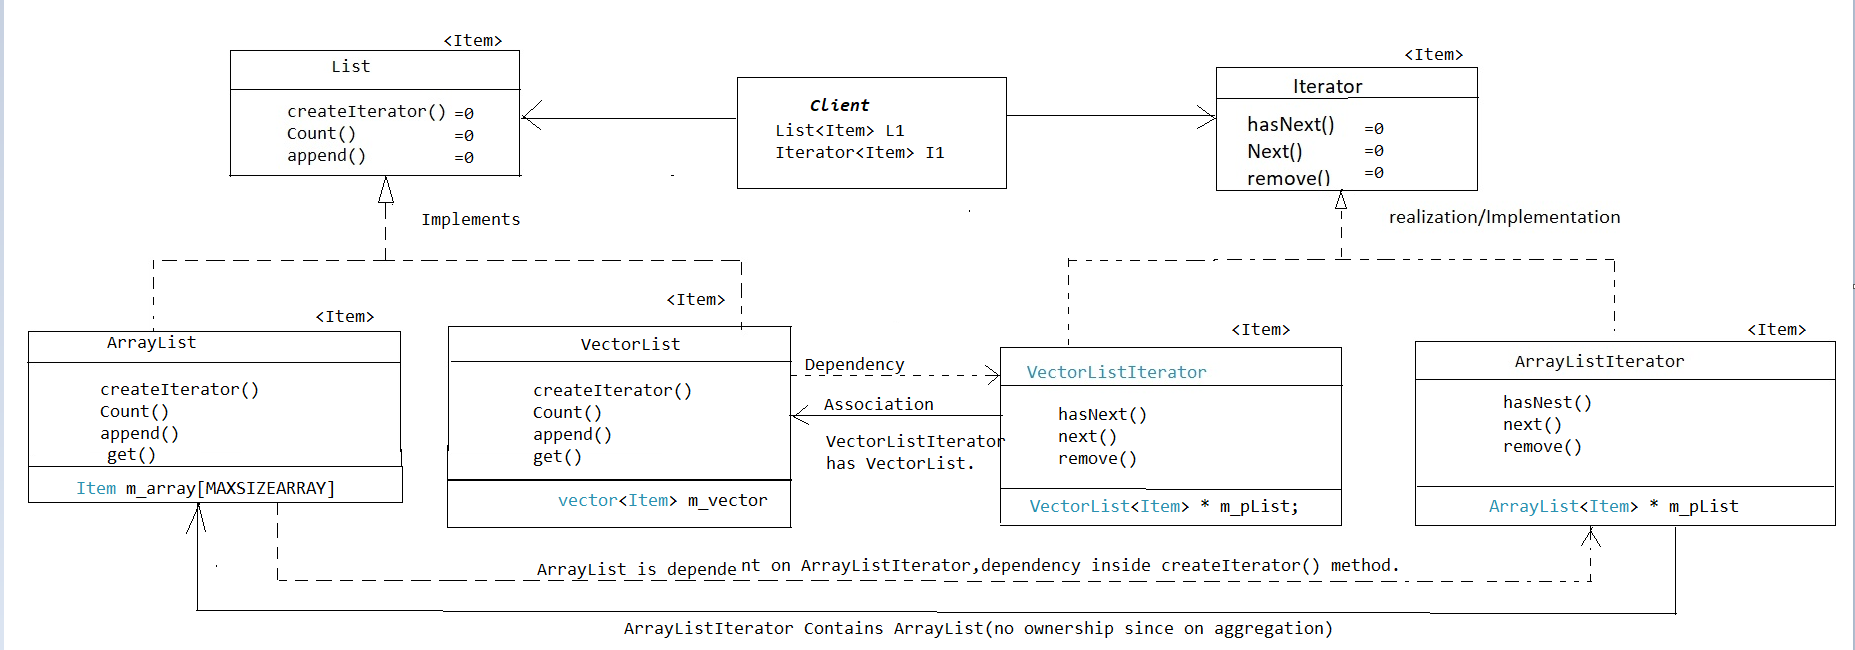 <Item>
List
createIterator() =0
Count() =0
append() =0
Client
List<Item> L1
Iterator<Item> I1
<Item>
Iterator
hasNext() =0
Next() =0
remove() =0
Implements
realization/Implementation
<Item>
ArrayList
createIterator()
Count()
append()
get()
Item m_array[MAXSIZEARRAY]
<Item>
VectorList
createIterator()
Count()
append()
get()
vector<Item> m_vector
Dependency
Association
VectorListIterator
has VectorList.
<Item>
VectorListIterator
hasNext()
next()
remove()
VectorList<Item> * m_pList;
<Item>
ArrayListIterator
hasNest()
next()
remove()
ArrayList<Item> * m_pList
ArrayList is dependent on ArrayListIterator,dependency inside createIterator() method.
ArrayListIterator Contains ArrayList(no ownership since on aggregation)